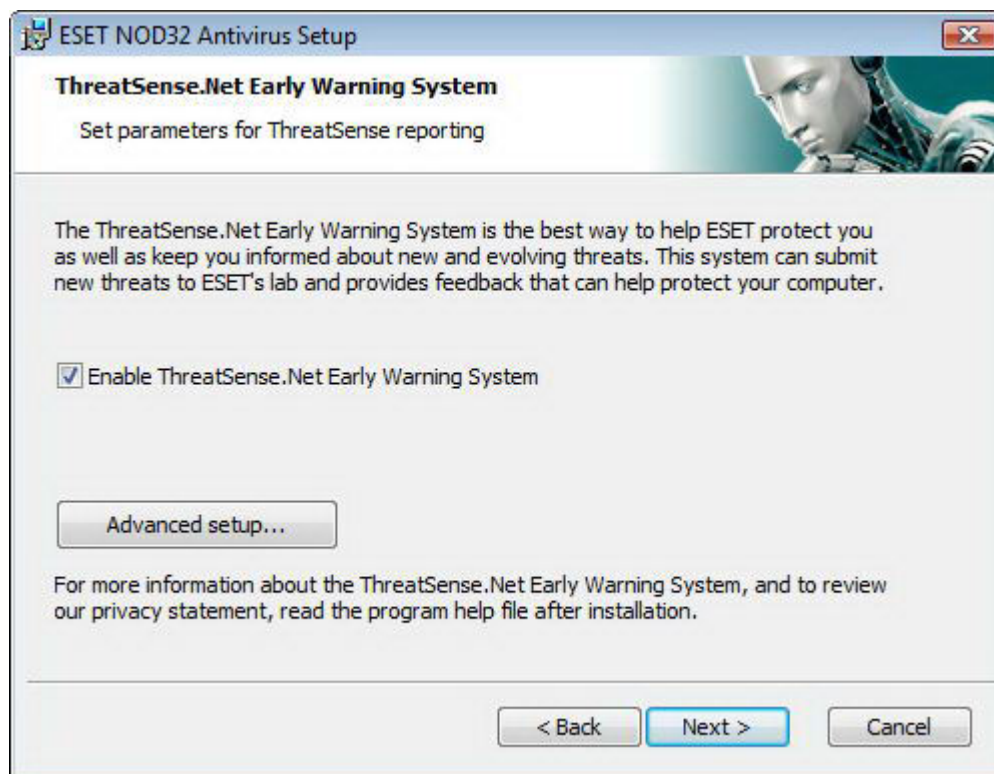 ESET NOD32 Antivirus Setup
ThreatSense.Net Early Warning System
Set parameters for ThreatSense reporting
The ThreatSense.Net Early Warning System is the best way to help ESET protect you
as well as keep you informed about new and evolving threats. This system can submit
new threats to ESET's lab and provides feedback that can help protect your computer.
Enable ThreatSense.Net Early Warning System
Advanced setup...
For more information about the ThreatSense.Net Early Warning System, and to review
our privacy statement, read the program help file after installation.
< Back Next > Cancel